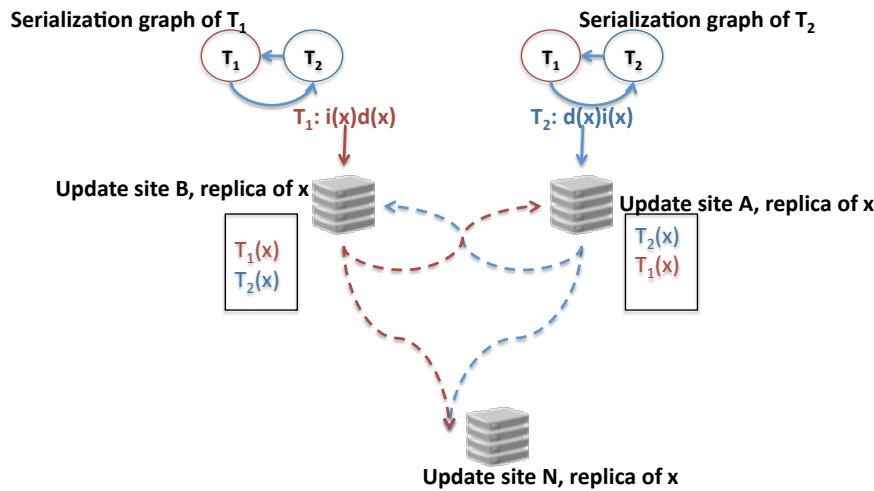 Serialization graph of T1
Serialization graph of T2
T1 T2
T1 T2
T1: i(x)d(x)
T2: d(x)i(x)
Update site B, replica of x
Update site A, replica of x
T1(x)
T2(x)
T2(x)
T1(x)
Update site N, replica of x